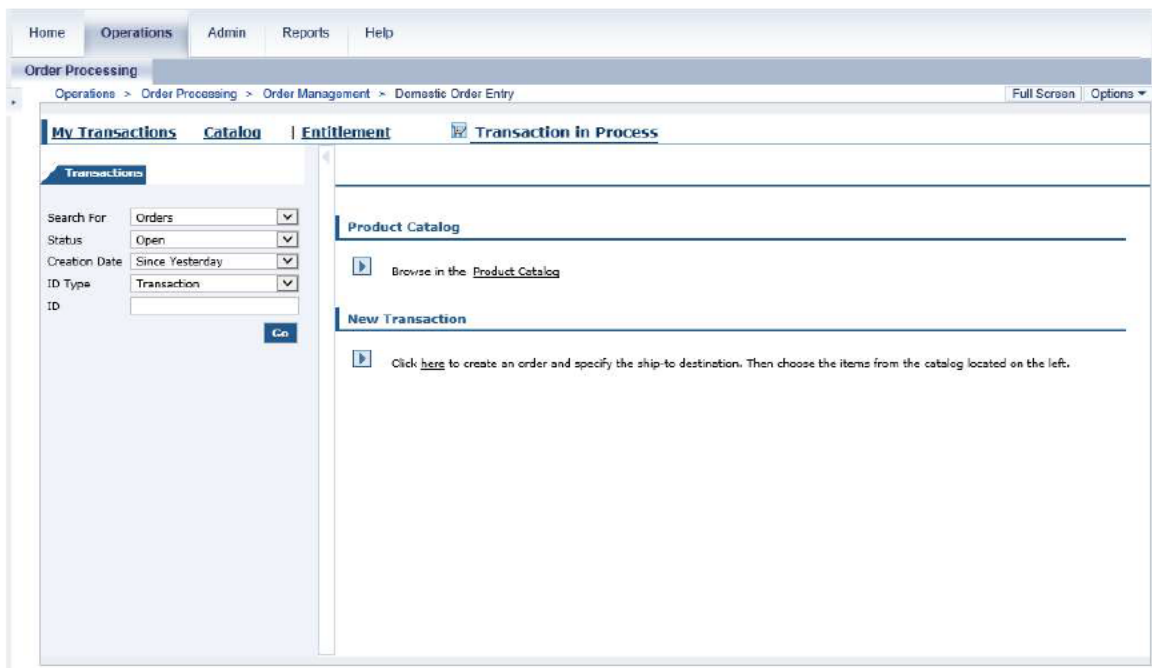 Home Operations Admin Reports Help
Order Processing
Operations > Order Processing > Order Management > Domestic Order Entry Full Screen Options
My Transactions Catalog | Entitlement Transaction in Process
Transactions
Search For Orders
Status Open
Creation Date Since Yesterday
ID Type Transaction
ID
Go
Product Catalog
Browse in the Product Catalog
New Transaction
Click here to create an order and specify the ship-to destination. Then choose the items from the catalog located on the left.